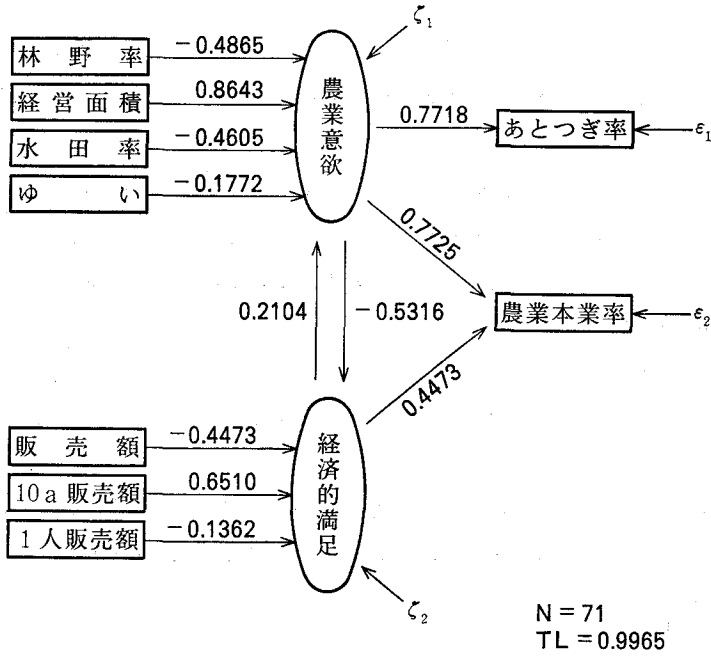 ζ₁
林野率 -0.4865
経営面積 0.8643
水田率 -0.4605
ゆい -0.1772
農業意欲
0.7718
あとつぎ率
ε₁
0.7725
0.2104
-0.5316
農業本業率
ε₂
0.4473
販売額 -0.4473
10a販売額 0.6510
1人販売額 -0.1362
経済的満足
ζ₂
N = 71
TL = 0.9965